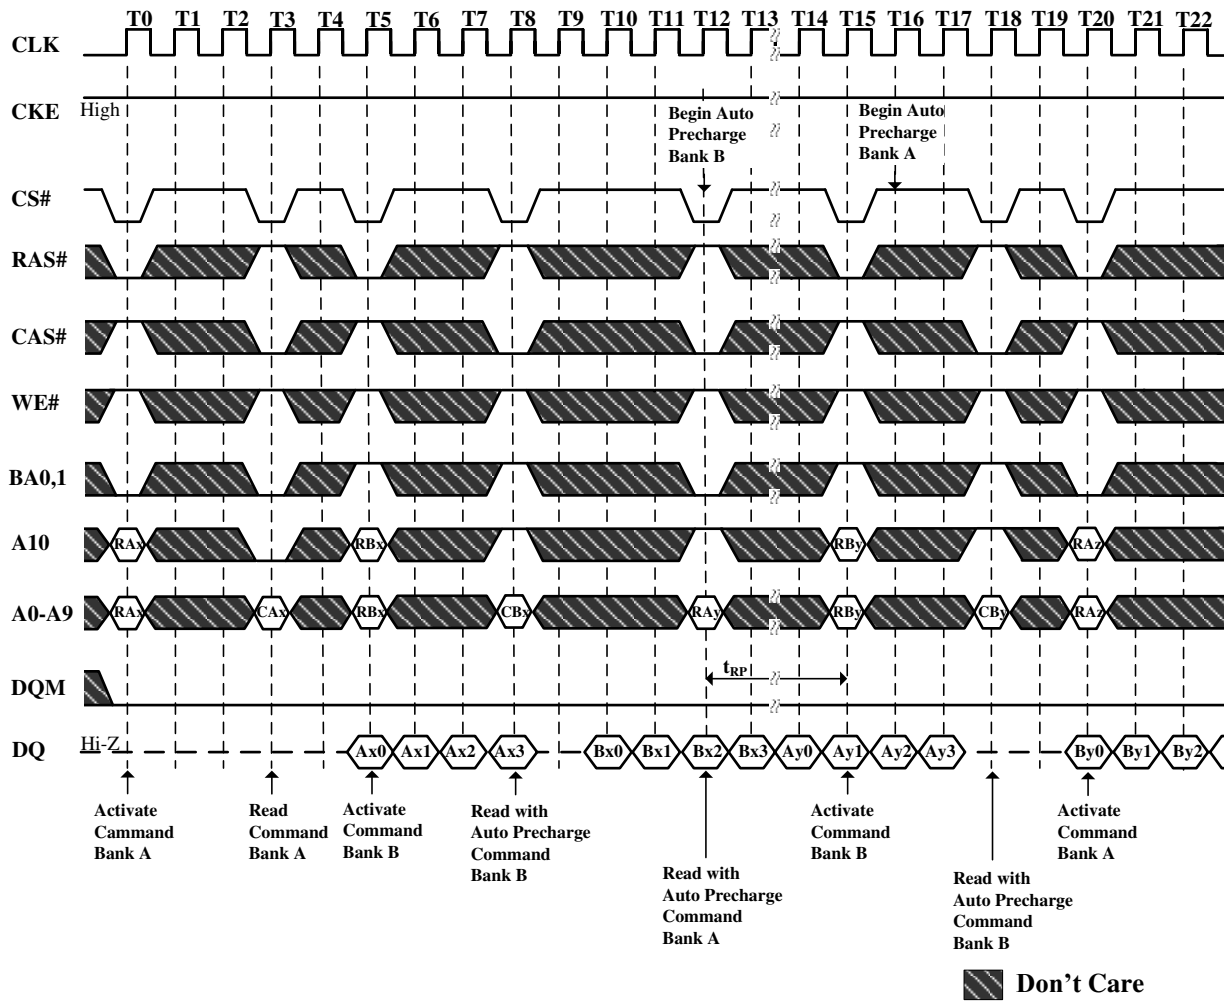 T0 T1 T2 T3 T4 T5 T6 T7 T8 T9 T10 T11 T12 T13 T14 T15 T16 T17 T18 T19 T20 T21 T22
CLK
CKE High
Begin Auto
Precharge
Bank B
Begin Auto
Precharge
Bank A
CS#
RAS#
CAS#
WE#
BA0,1
A10 RAx RBx RBy RAz
A0-A9 RAx CAx RBx CBx RAy RBy CBy RAz
tRP
DQM
DQ Hi-Z Ax0 Ax1 Ax2 Ax3 Bx0 Bx1 Bx2 Bx3 Ay0 Ay1 Ay2 Ay3 By0 By1 By2
Activate
Cammand
Bank A
Read
Command
Bank A
Activate
Command
Bank B
Read with
Auto Precharge
Command
Bank B
Read with
Auto Precharge
Command
Bank A
Activate
Command
Bank B
Read with
Auto Precharge
Command
Bank B
Activate
Command
Bank A
Don't Care